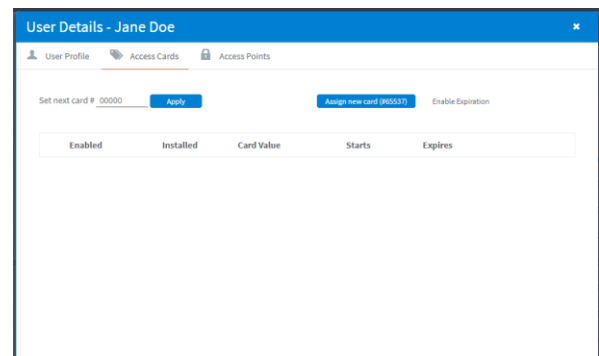 User Details - Jane Doe ×
User Profile Access Cards Access Points
Set next card # 00000 Apply Assign new card (#65537) Enable Expiration
Enabled Installed Card Value Starts Expires